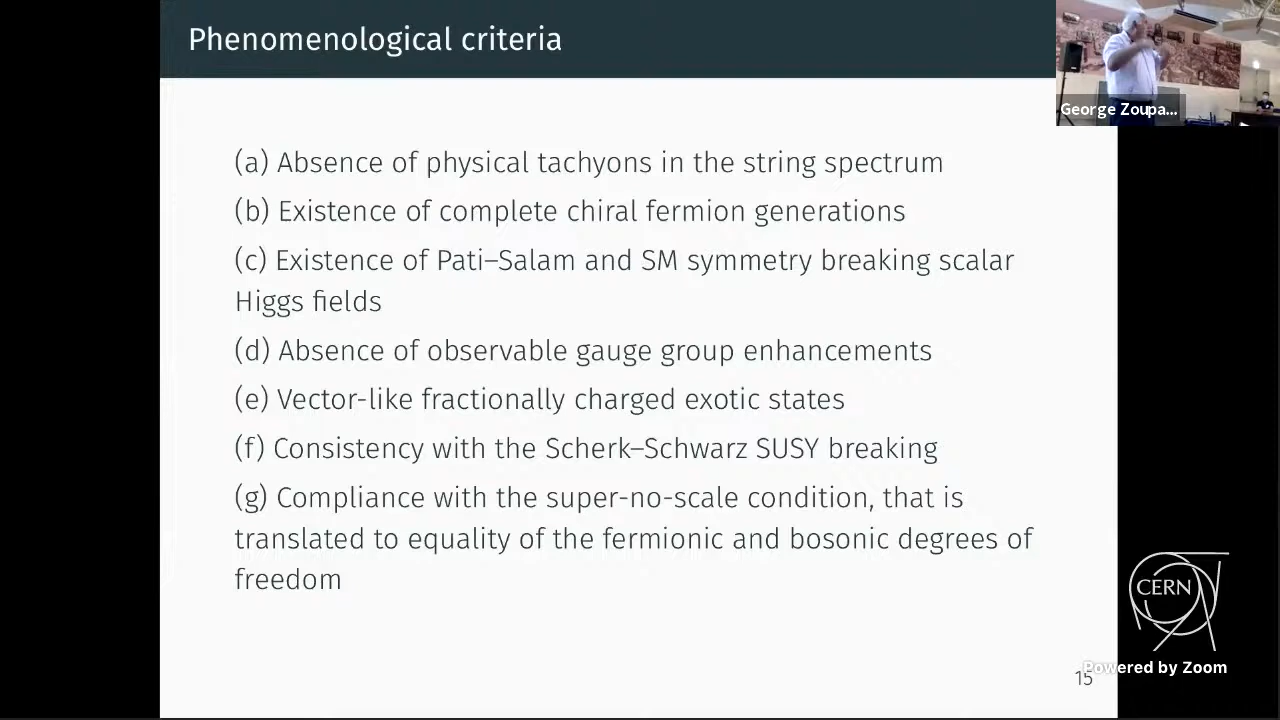 Phenomenological criteria
George Zoupa...
(a) Absence of physical tachyons in the string spectrum
(b) Existence of complete chiral fermion generations
(c) Existence of Pati–Salam and SM symmetry breaking scalar
Higgs fields
(d) Absence of observable gauge group enhancements
(e) Vector-like fractionally charged exotic states
(f) Consistency with the Scherk–Schwarz SUSY breaking
(g) Compliance with the super-no-scale condition, that is
translated to equality of the fermionic and bosonic degrees of
freedom
CERN
Powered by Zoom
15